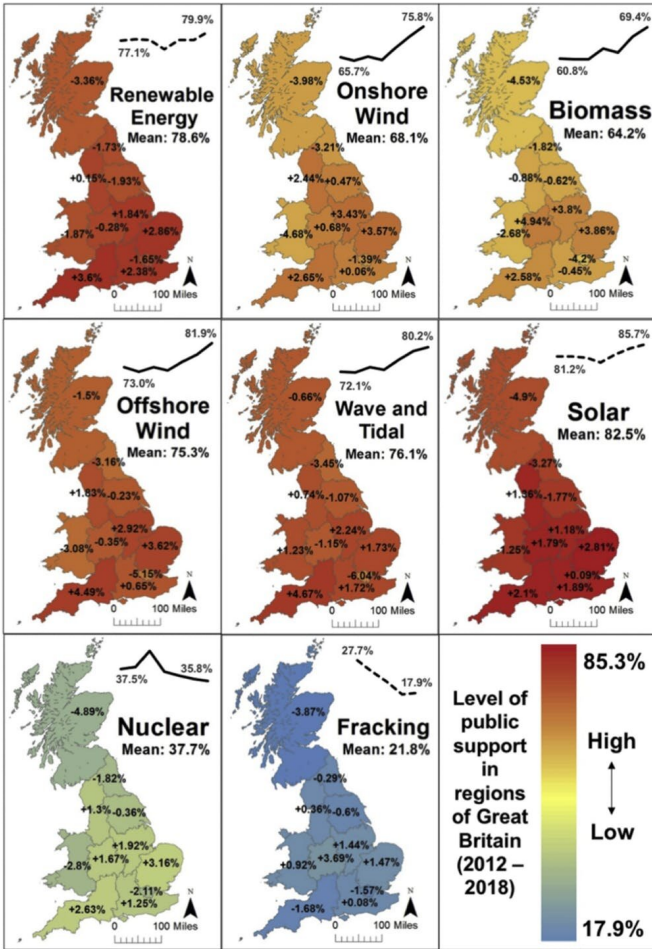 79.9%
77.1%
-3.36%
Renewable
Energy
Mean: 78.6%
-1.73%
+0.15%
-1.93%
+1.84%
-0.28%
-1.87%
+2.86%
-1.65%
+2.38%
+3.6%
N
0 100 Miles
75.8%
65.7%
-3.98%
Onshore
Wind
Mean: 68.1%
-3.21%
+2.44%
+0.47%
+3.43%
+0.68%
-4.68%
+3.57%
-1.39%
+0.06%
+2.65%
N
0 100 Miles
69.4%
60.8%
-4.53%
Biomass
Mean: 64.2%
-1.82%
-0.88%
-0.62%
+3.8%
+4.94%
-2.68%
+3.86%
-4.2%
-0.45%
+2.58%
N
0 100 Miles
81.9%
73.0%
-1.5%
Offshore
Wind
Mean: 75.3%
-3.16%
+1.83%
-0.23%
+2.92%
-0.35%
-3.08%
+3.62%
-5.15%
+0.65%
+4.49%
N
0 100 Miles
80.2%
72.1%
-0.66%
Wave and
Tidal
Mean: 76.1%
-3.45%
+0.74%
-1.07%
+2.24%
-1.15%
+1.23%
+1.73%
-6.04%
+1.72%
+4.67%
N
0 100 Miles
85.7%
81.2%
-4.9%
Solar
Mean: 82.5%
-3.27%
-1.77%
+1.18%
+1.79%
-1.25%
+2.81%
+0.09%
+1.89%
+2.1%
N
0 100 Miles
35.8%
37.5%
-4.89%
Nuclear
Mean: 37.7%
-1.82%
+1.3%
-0.36%
+1.92%
+1.67%
-2.8%
+3.16%
-2.11%
+1.25%
+2.63%
N
0 100 Miles
27.7%
17.9%
-3.87%
Fracking
Mean: 21.8%
-0.29%
+0.36%
-0.6%
+1.44%
+3.69%
+0.92%
+1.47%
-1.57%
+0.08%
-1.68%
N
0 100 Miles
Level of
public
support
in
regions
of Great
Britain
(2012 –
2018)
85.3%
High
Low
17.9%